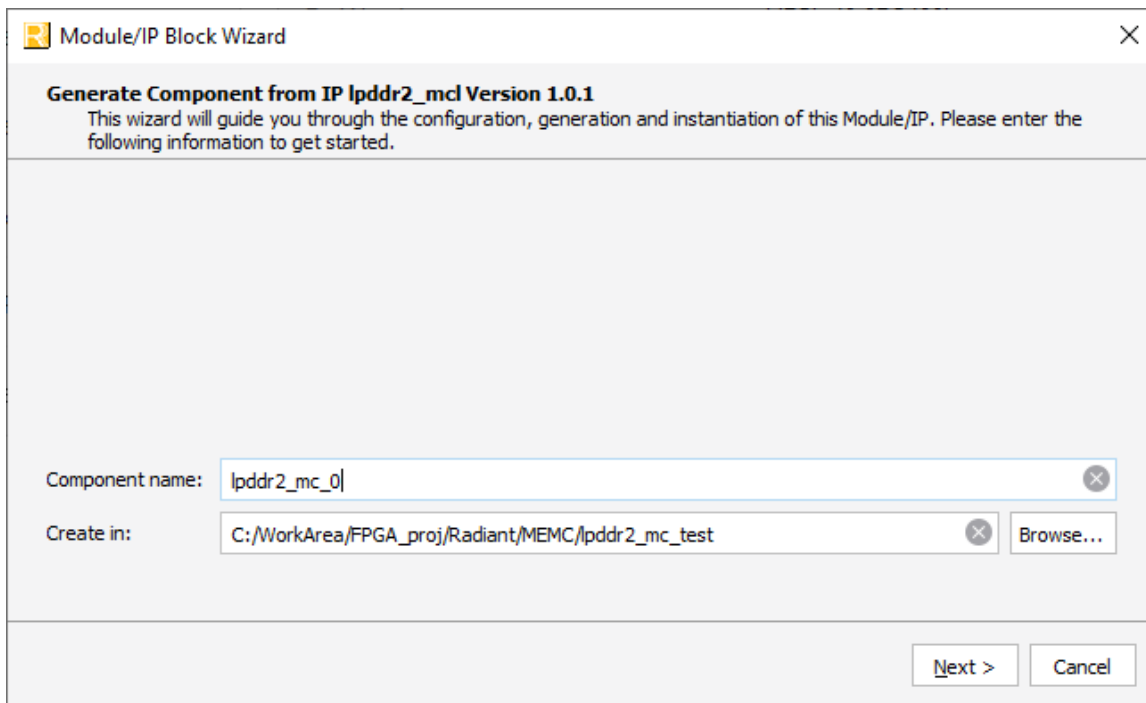 Module/IP Block Wizard
Generate Component from IP lpddr2_mcl Version 1.0.1
This wizard will guide you through the configuration, generation and instantiation of this Module/IP. Please enter the
following information to get started.
Component name: lpddr2_mc_0
Create in: C:/WorkArea/FPGA_proj/Radiant/MEMC/lpddr2_mc_test Browse...
Next > Cancel